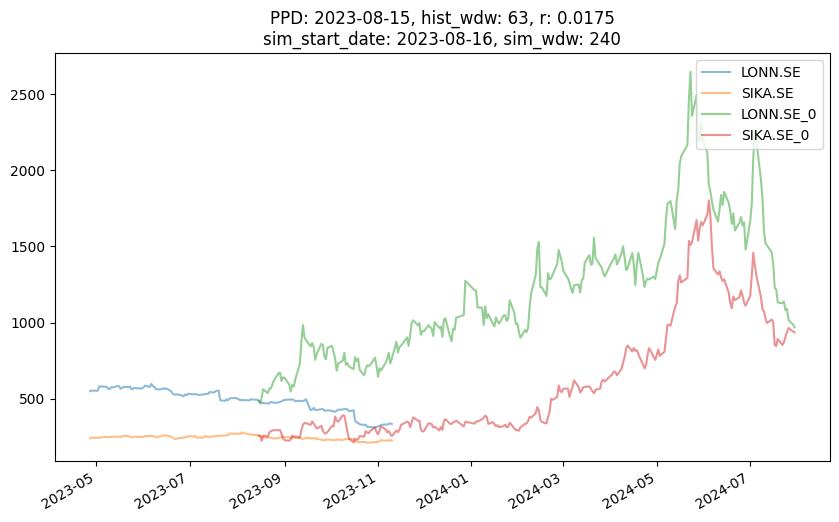 PPD: 2023-08-15, hist_wdw: 63, r: 0.0175
sim_start_date: 2023-08-16, sim_wdw: 240
LONN.SE
SIKA.SE
LONN.SE_0
SIKA.SE_0
2500
2000
1500
1000
500
2023-05
2023-07
2023-09
2023-11
2024-01
2024-03
2024-05
2024-07